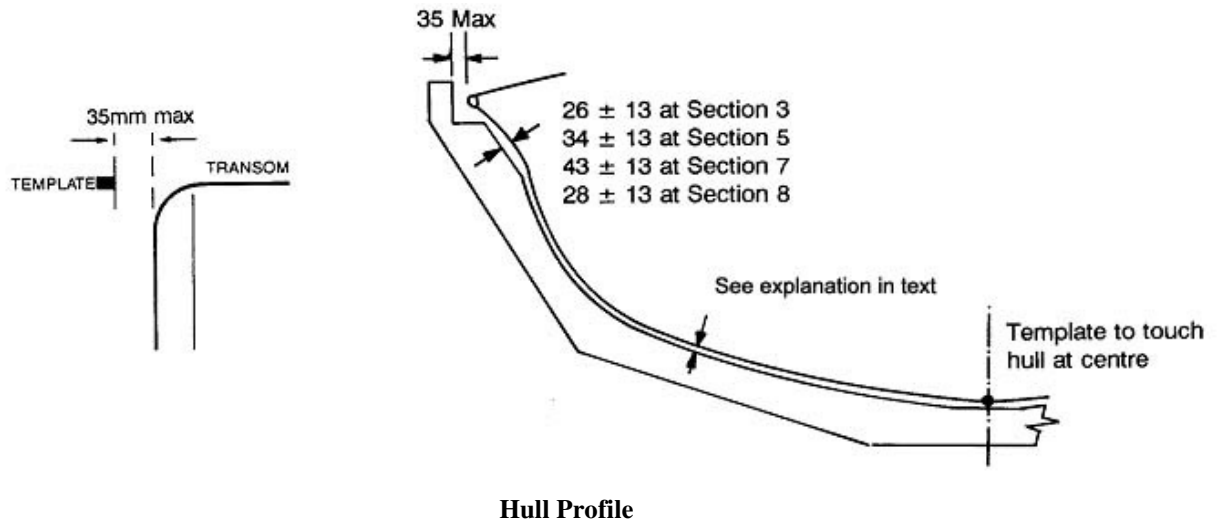 35 Max
26 ± 13 at Section 3
34 ± 13 at Section 5
43 ± 13 at Section 7
28 ± 13 at Section 8
35mm max
TRANSOM
TEMPLATE
See explanation in text
Template to touch
hull at centre
Hull Profile